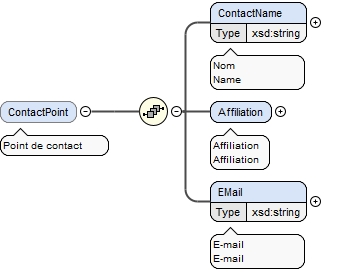 ContactName
Type xsd:string
Nom
Name
ContactPoint
Point de contact
Affiliation
Affiliation
Affiliation
EMail
Type xsd:string
E-mail
E-mail